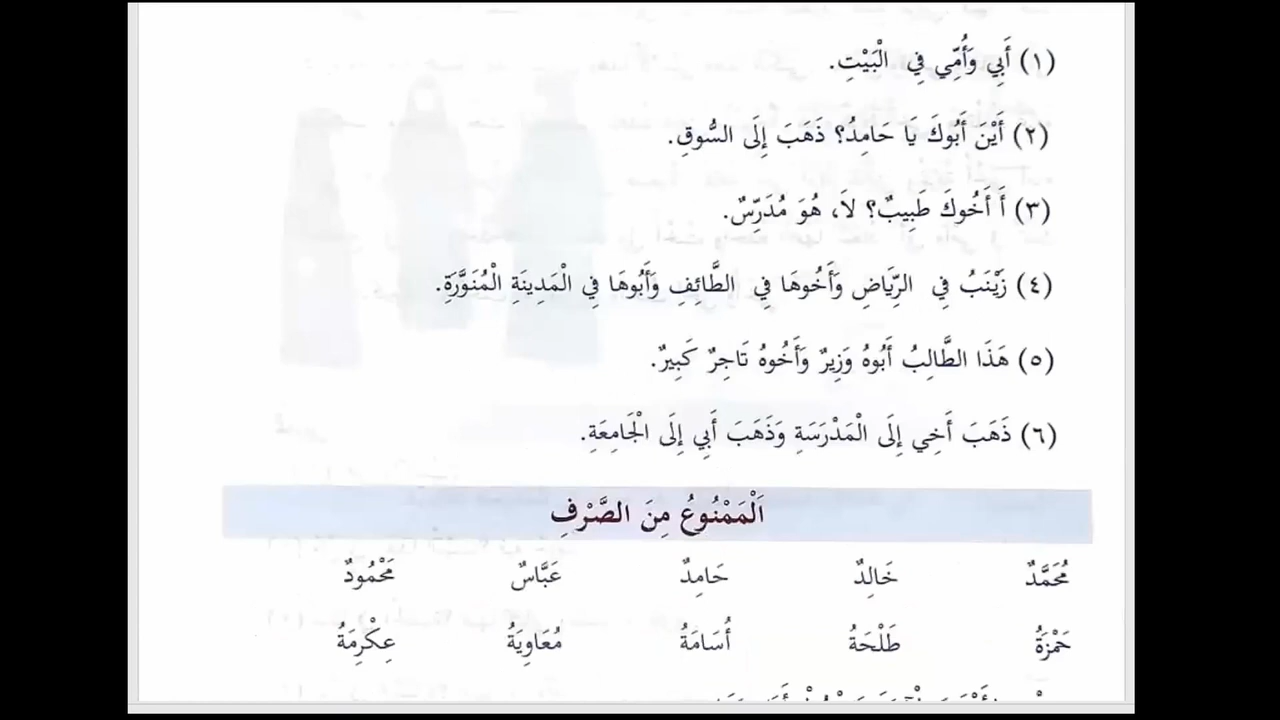 (١) أَبِي وَأُمِّي فِي الْبَيْتِ.
(٢) أَيْنَ أَبُوكَ يَا حَامِدُ؟ ذَهَبَ إِلَى السُّوقِ.
(٣) أَ أَخُوكَ طَبِيبٌ؟ لَا، هُوَ مُدَرِّسٌ.
(٤) زَيْنَبُ فِي الرِّيَاضِ وَأَخُوهَا فِي الطَّائِفِ وَأَبُوهَا فِي الْمَدِينَةِ الْمُنَوَّرَةِ.
(٥) هَذَا الطَّالِبُ أَبُوهُ وَزِيرٌ وَأَخُوهُ تَاجِرٌ كَبِيرٌ.
(٦) ذَهَبَ أَخِي إِلَى الْمَدْرَسَةِ وَذَهَبَ أَبِي إِلَى الْجَامِعَةِ.
اَلْمَمْنُوعُ مِنَ الصَّرْفِ
مُحَمَّدٌ خَالِدٌ حَامِدٌ عَبَّاسٌ مَحْمُودٌ
حَمْزَةُ طَلْحَةُ أُسَامَةُ مُعَاوِيَةُ عِكْرِمَةُ